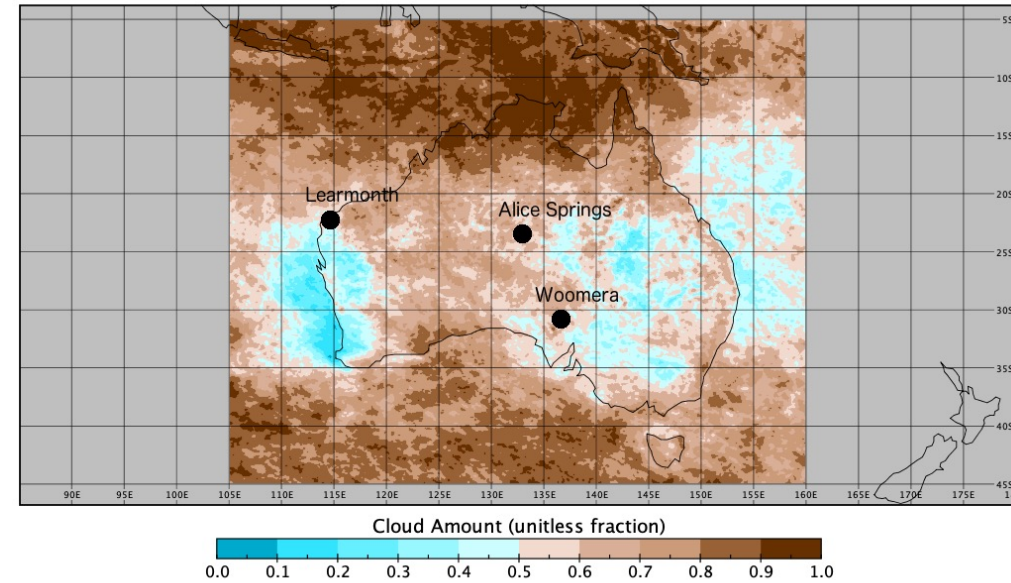 5S
10S
15S
Learmonth
20S
Alice Springs
25S
Woomera
30S
35S
40S
45S
90E 95E 100E 105E 110E 115E 120E 125E 130E 135E 140E 145E 150E 155E 160E 165E 170E 175E
Cloud Amount (unitless fraction)
0.0 0.1 0.2 0.3 0.4 0.5 0.6 0.7 0.8 0.9 1.0